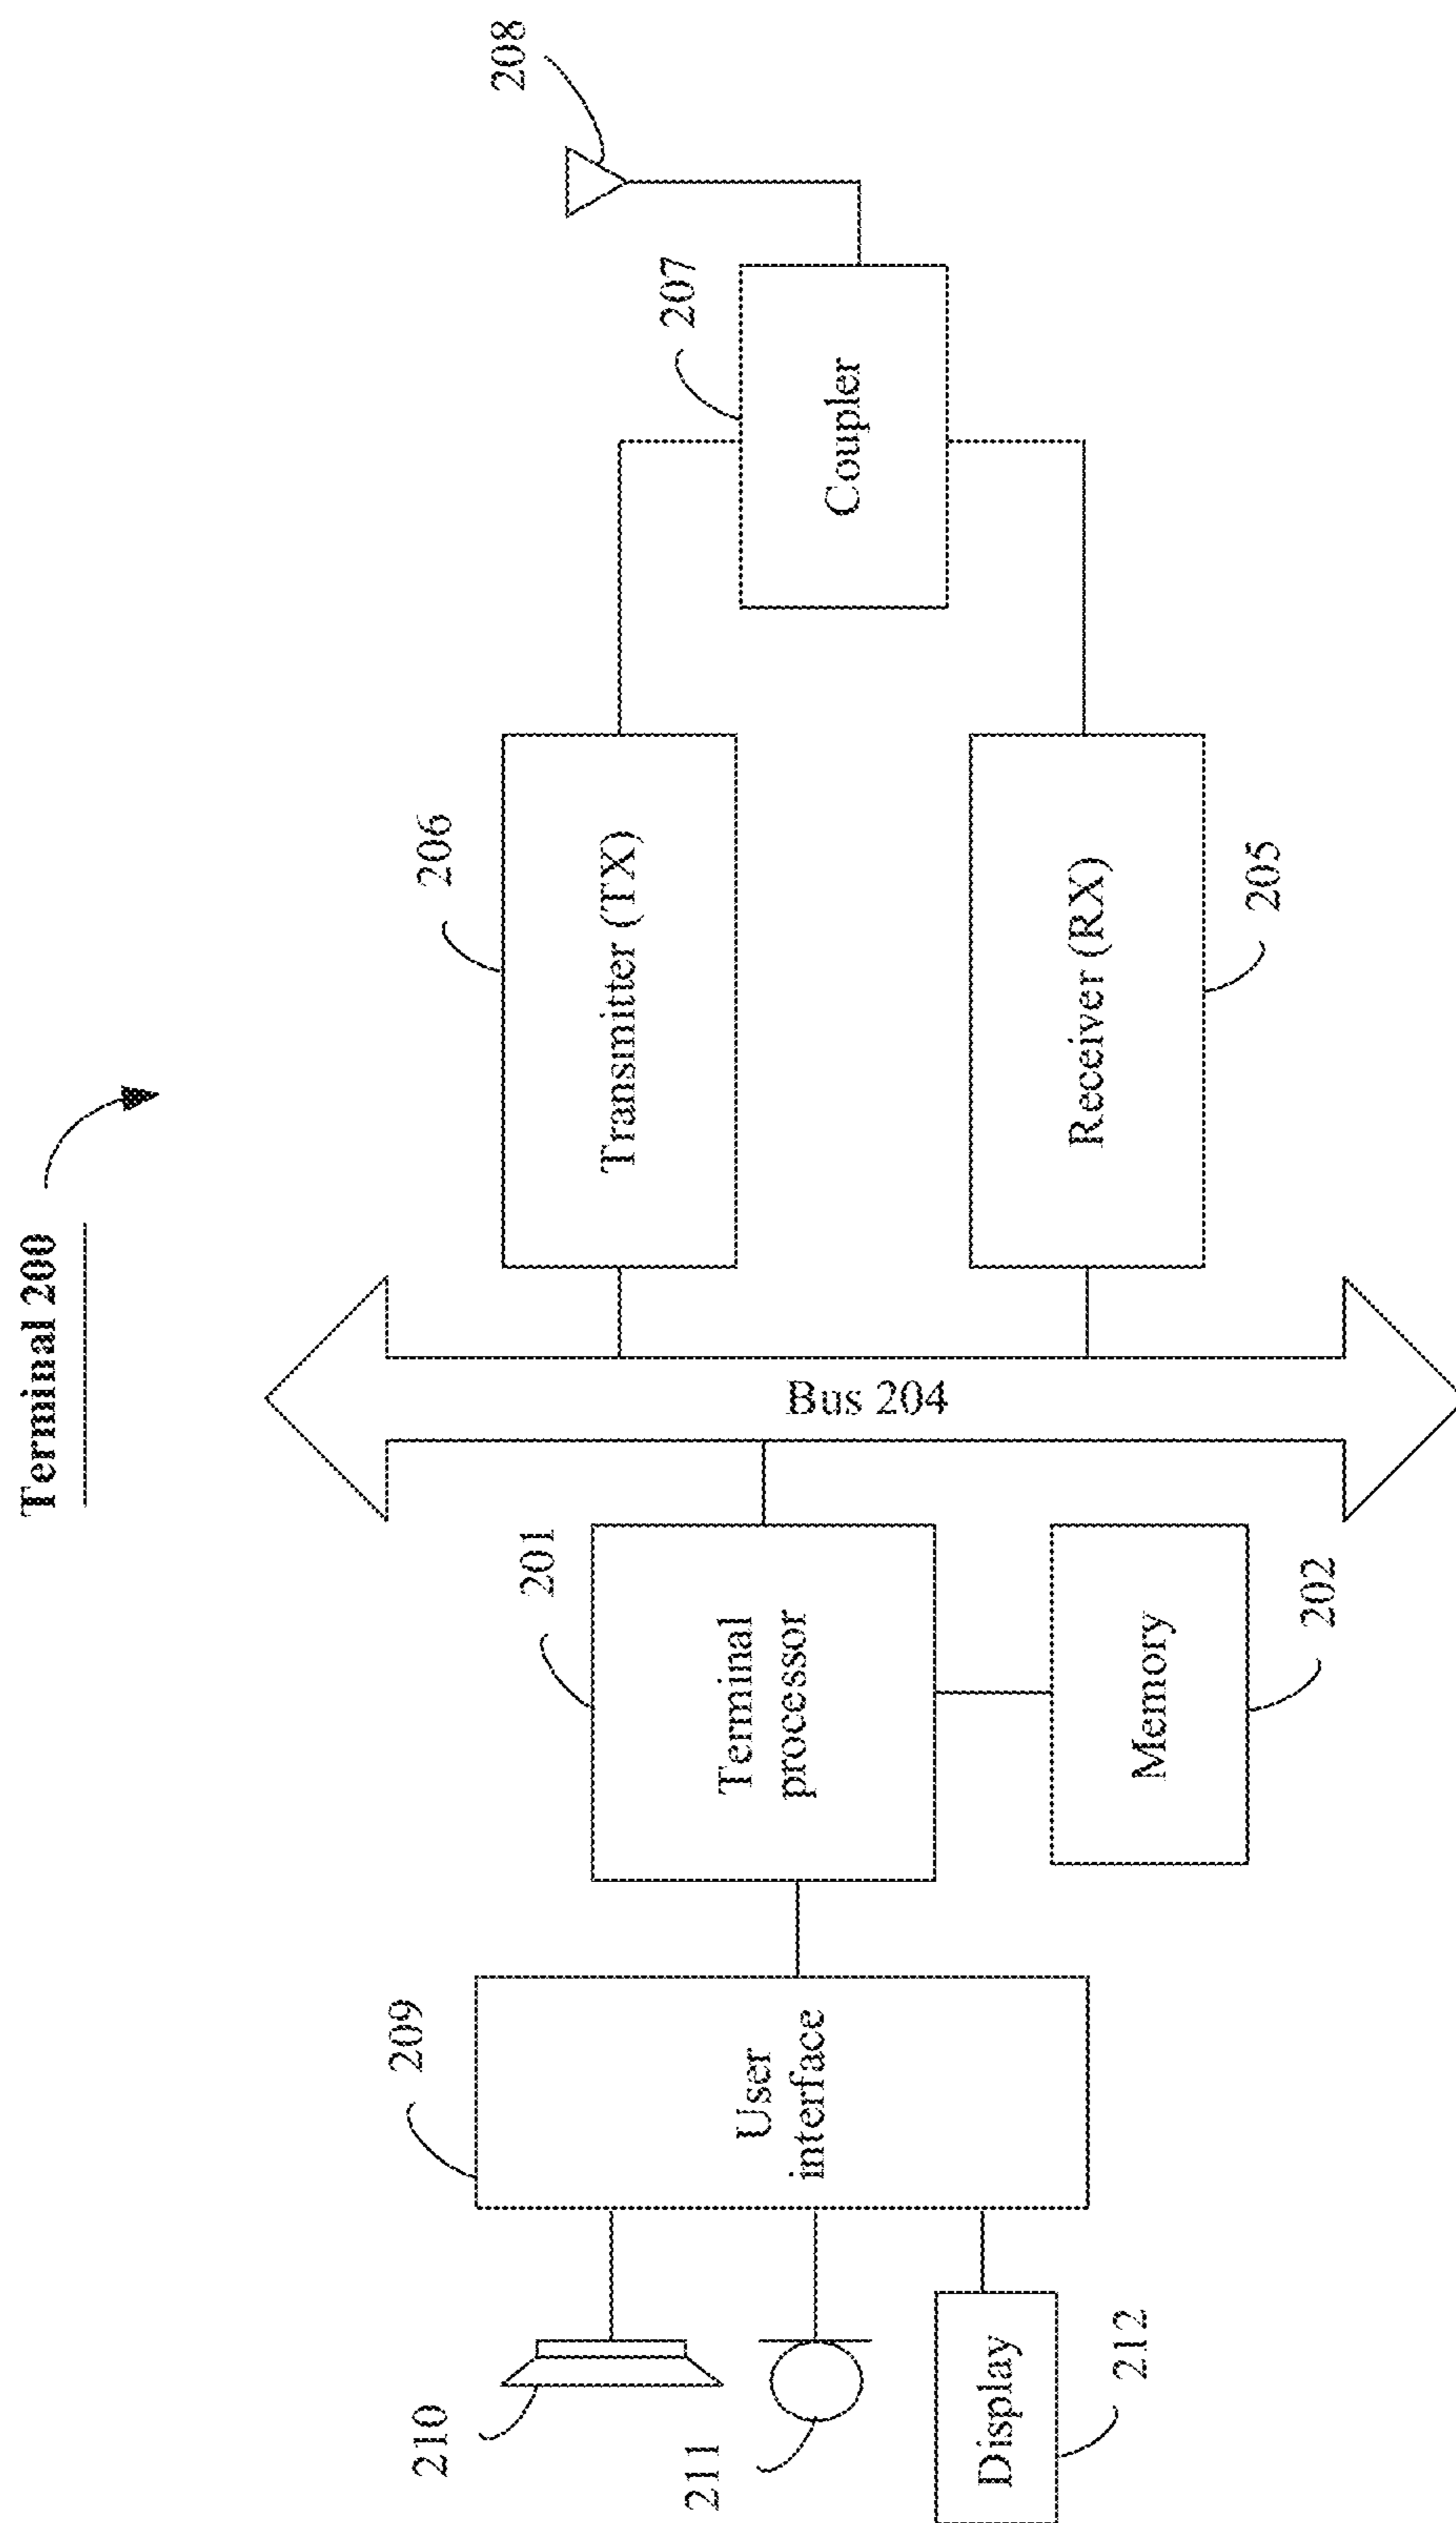 Terminal 200
210
211
Display
212
209
User
interface
201
Terminal
processor
Memory
202
Bus 204
206
Transmitter (TX)
Receiver (RX)
205
207
Coupler
208